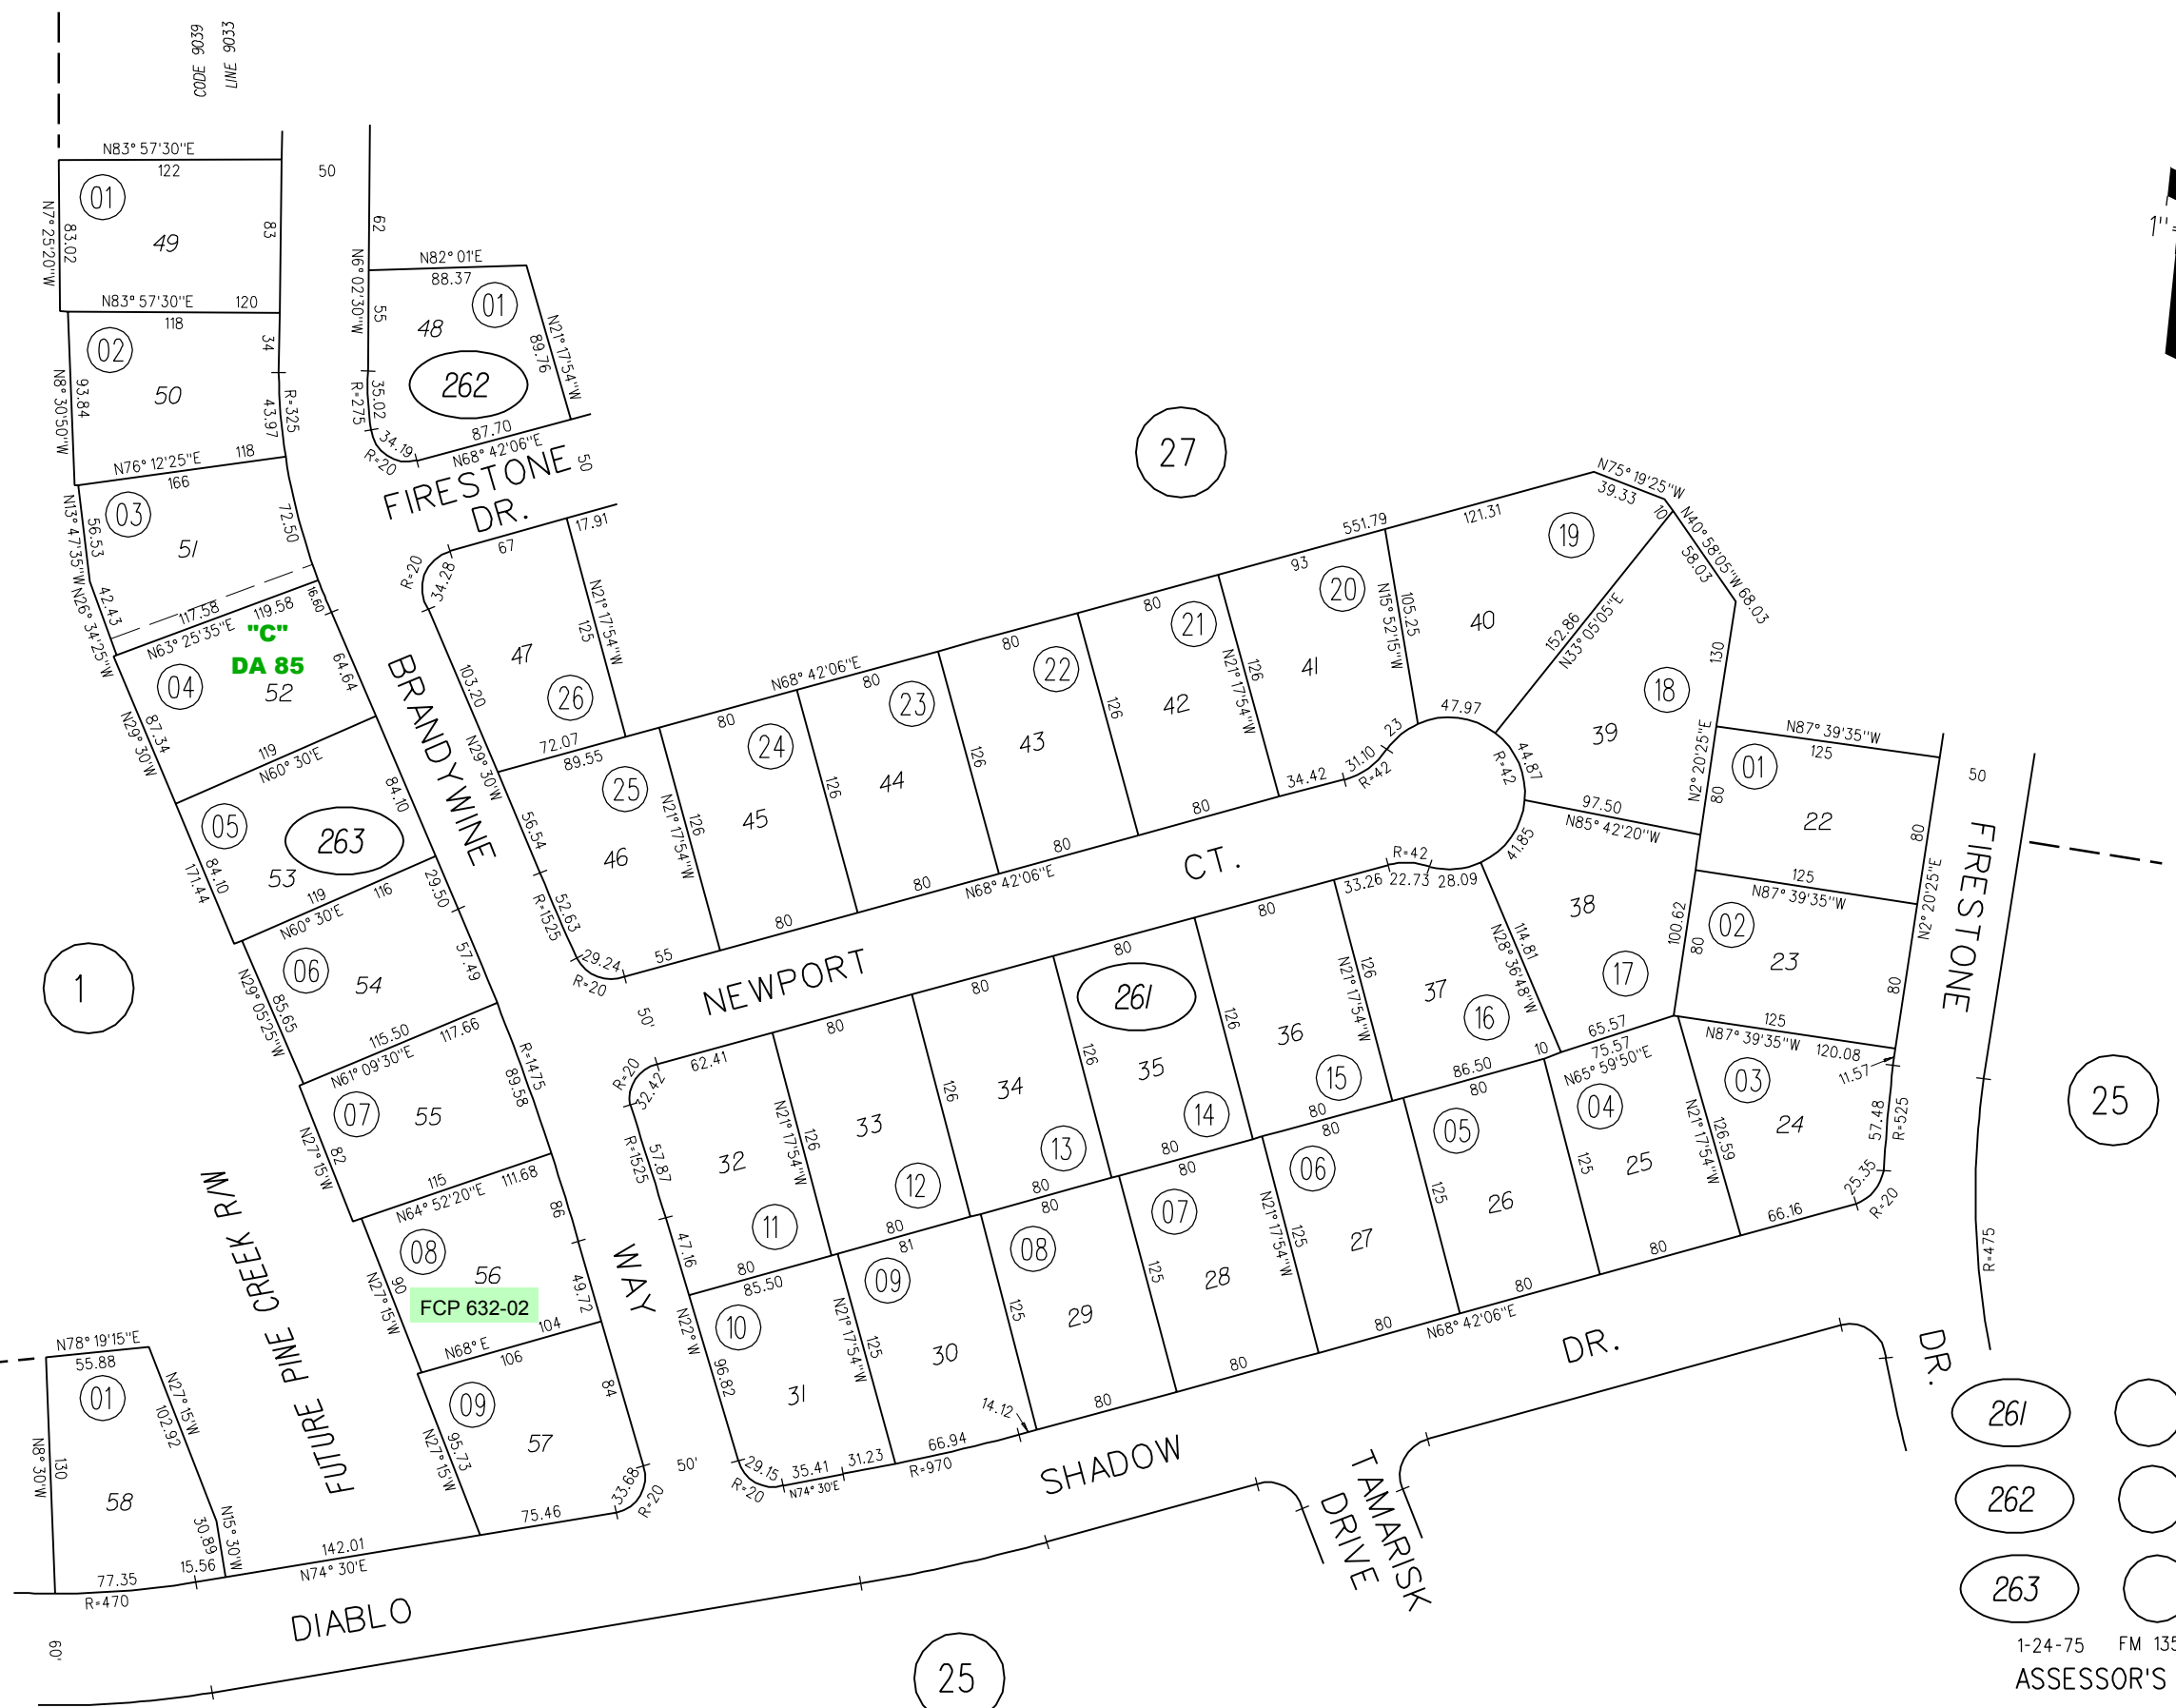 CODE 9039
LINE 9033
N83° 57'30"E
122
50
01
49
N7° 25'20"W
83.02
83
62
N83° 57'30"E
120
118
02
50
34
N8° 30'50"W
93.84
R=325
43.97
N76° 12'25"E
118
166
03
51
N13° 47'35"W
56.53
72.50
42.43
N26° 34'25"W
117.58
119.58
16.60
N63° 25'35"E
"C"
DA 85
04
52
64.64
N29° 30'W
87.34
119
N60° 30'E
05
263
53
84.10
84.10
171.44
119
116
N60° 30'E
29.50
06
54
57.49
N29° 05'25"W
85.65
115.50
117.66
N61° 09'30"E
R=1475
89.58
07
55
N27° 15'W
82
115
111.68
N64° 52'20"E
86
08
56
FCP 632-02
N27° 15'W
90
49.72
N68° E
104
106
09
57
84
N27° 15'W
95.73
75.46
33.68
R=20
50'
N82° 01'E
88.37
N6° 02'30"W
55
48
01
262
N21° 17'54"W
89.76
R=275
35.02
34.19
R=20
87.70
N68° 42'06"E
FIRESTONE
DR.
50
67
17.91
R=20
34.28
47
26
125
N21° 17'54"W
103.20
BRANDYWINE
WAY
N29° 30'W
72.07
89.55
56.54
25
46
R=1525
52.63
29.24
R=20
55
N21° 17'54"W
126
80
24
45
80
126
N68° 42'06"E
80
23
44
80
126
80
22
43
80
126
80
21
42
80
N21° 17'54"W
126
551.79
93
20
41
34.42
31.10
R=42
23
N15° 52'15"W
105.25
121.31
19
40
47.97
N75° 19'25"W
39.33
10
N40° 58'05"W
68.03
58.03
152.86
N33° 05'05"E
130
18
39
R=42
44.87
N2° 20'25"E
97.50
N85° 42'20"W
41.85
27
N68° 42'06"E
NEWPORT
CT.
50'
R=20
32.42
62.41
32
11
R=1525
57.87
47.16
80
85.50
N21° 17'54"W
126
80
33
12
80
81
126
80
34
13
80
80
126
80
261
35
14
80
80
126
80
36
15
80
80
N21° 17'54"W
126
33.26
22.73
28.09
R=42
37
16
86.50
80
10
N28° 36'48"W
114.81
38
17
100.62
65.57
75.57
N65° 59'50"E
N87° 39'35"W
125
50
01
22
80
80
125
N87° 39'35"W
N2° 20'25"E
02
23
80
80
125
N87° 39'35"W
120.08
11.57
03
24
R=525
57.48
25.35
R=20
66.16
N21° 17'54"W
126.59
04
25
80
125
05
26
80
125
06
27
80
N68° 42'06"E
N21° 17'54"W
125
07
28
80
125
08
29
80
125
09
30
66.94
14.12
R=970
N21° 17'54"W
125
10
31
N22° W
96.82
29.15
R=20
35.41
N74° 30'E
31.23
FIRESTONE
DR.
R=475
25
1
FUTURE PINE CREEK R/W
N78° 19'15"E
55.88
01
58
N8° 30'W
130
N27° 15'W
102.92
N15° 30'W
30.89
77.35
R=470
15.56
142.01
N74° 30'E
60'
DIABLO
SHADOW
DR.
TAMARISK
DRIVE
25
1"=
261
262
263
1-24-75
FM 135
ASSESSOR'S